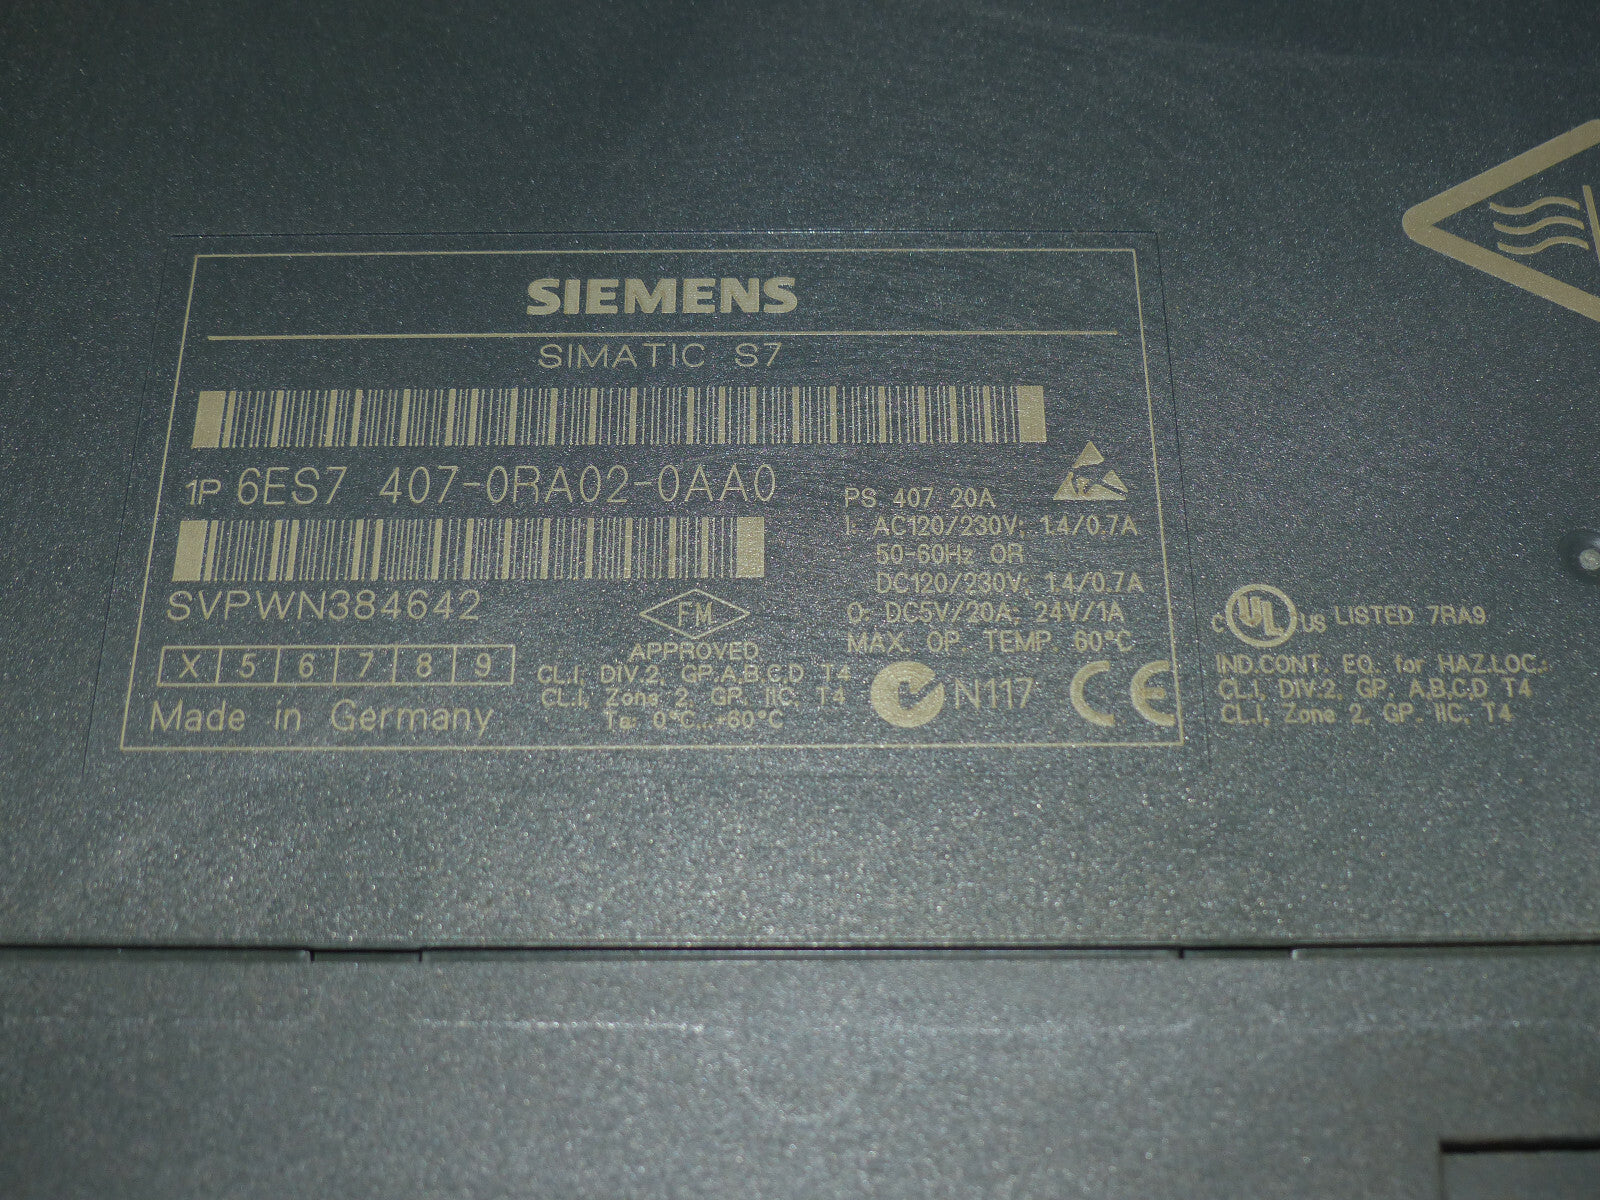 SIEMENS
SIMATIC S7
1P 6ES7 407-0RA02-0AA0
SVPWN384642
X 5 6 7 8 9
Made in Germany
FM
APPROVED
CL.I, DIV.2, GP.A,B,C,D T4
CL.I, Zone 2, GP. IIC, T4
Ta: 0°C...+60°C
PS 407 20A
I: AC120/230V; 1.4/0.7A
50-60Hz OR
DC120/230V; 1.4/0.7A
O: DC5V/20A; 24V/1A
MAX. OP. TEMP. 60°C
N117
CE
C UL US LISTED 7RA9
IND.CONT. EQ. for HAZ.LOC.:
CL.I, DIV.2, GP. A,B,C,D T4
CL.I, Zone 2, GP. IIC, T4